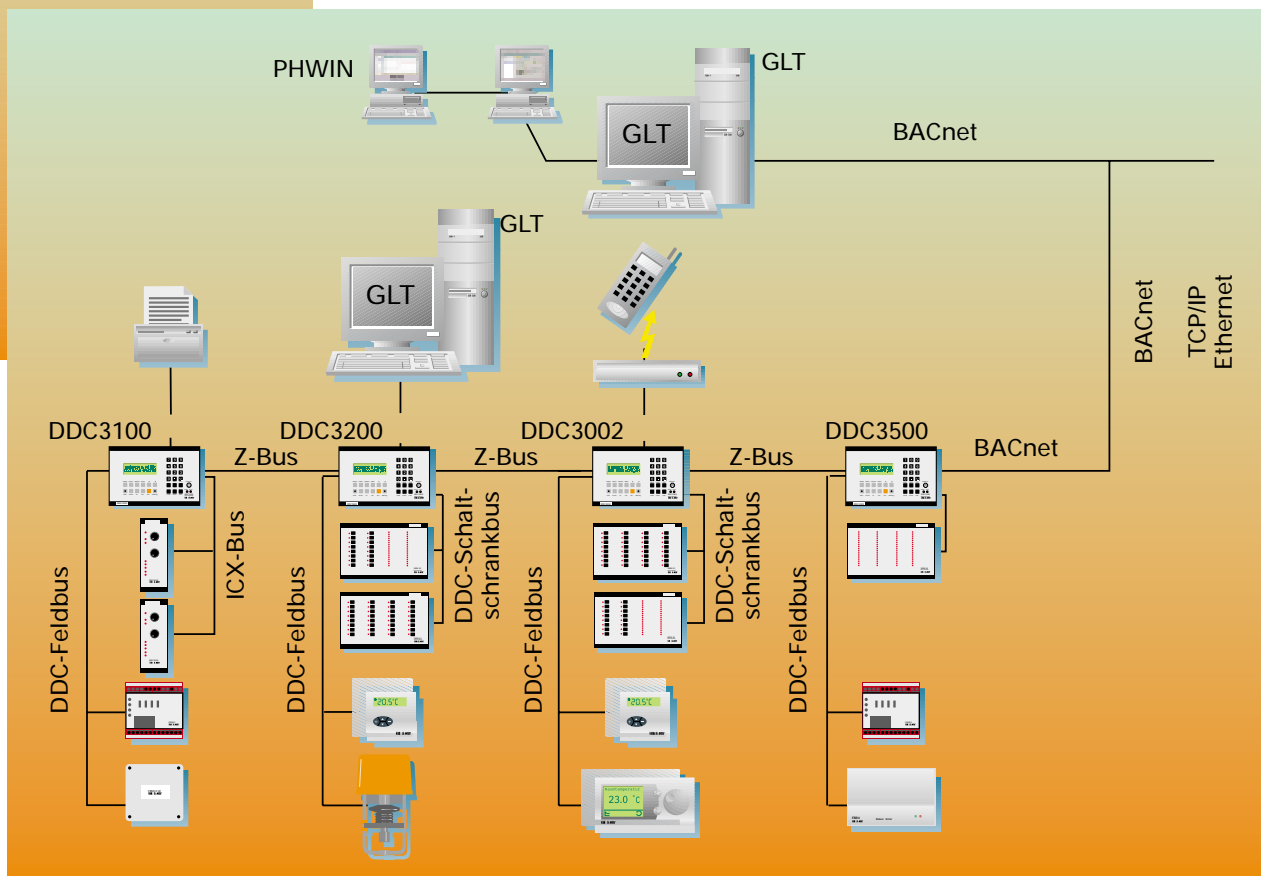 PHWIN
GLT
GLT
BACnet
GLT
GLT
BACnet
TCP/IP
Ethernet
DDC3100
DDC3200
DDC3002
DDC3500
Z-Bus
Z-Bus
Z-Bus
BACnet
ICX-Bus
DDC-Schalt-
schrankbus
DDC-Schalt-
schrankbus
DDC-Feldbus
DDC-Feldbus
DDC-Feldbus
DDC-Feldbus
20.5°C
20.5°C
23.0 °C